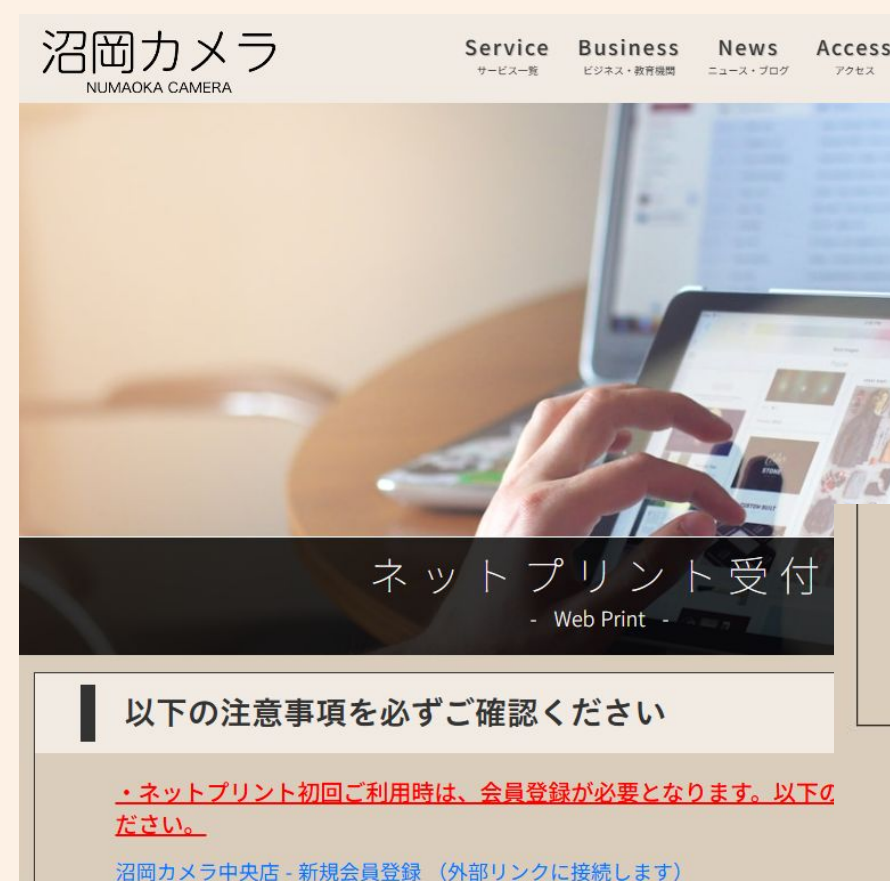 沼岡カメラ
NUMAOKA CAMERA
Service Business News Access
サービス一覧 ビジネス・教育機関 ニュース・ブログ アクセス
ネットプリント受付
- Web Print -
以下の注意事項を必ずご確認ください
・ネットプリント初回ご利用時は、会員登録が必要となります。以下の
ださい。
沼岡カメラ中央店 - 新規会員登録 （外部リンクに接続します）